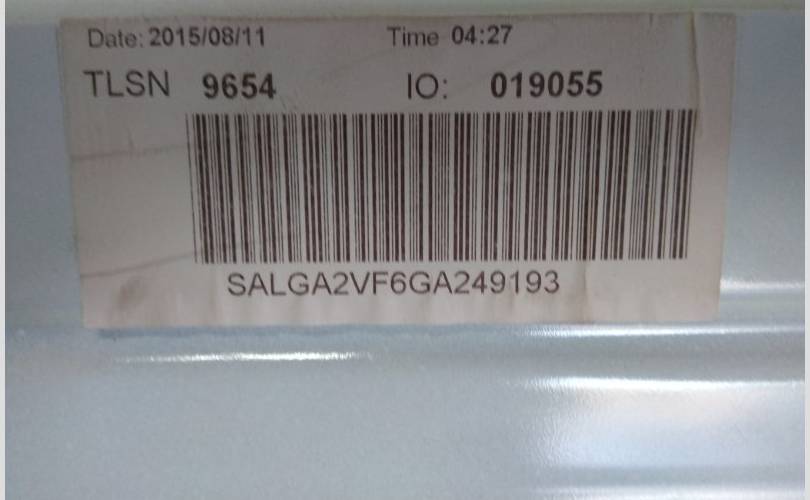 Date: 2015/08/11 Time 04:27
TLSN 9654 IO: 019055
SALGA2VF6GA249193